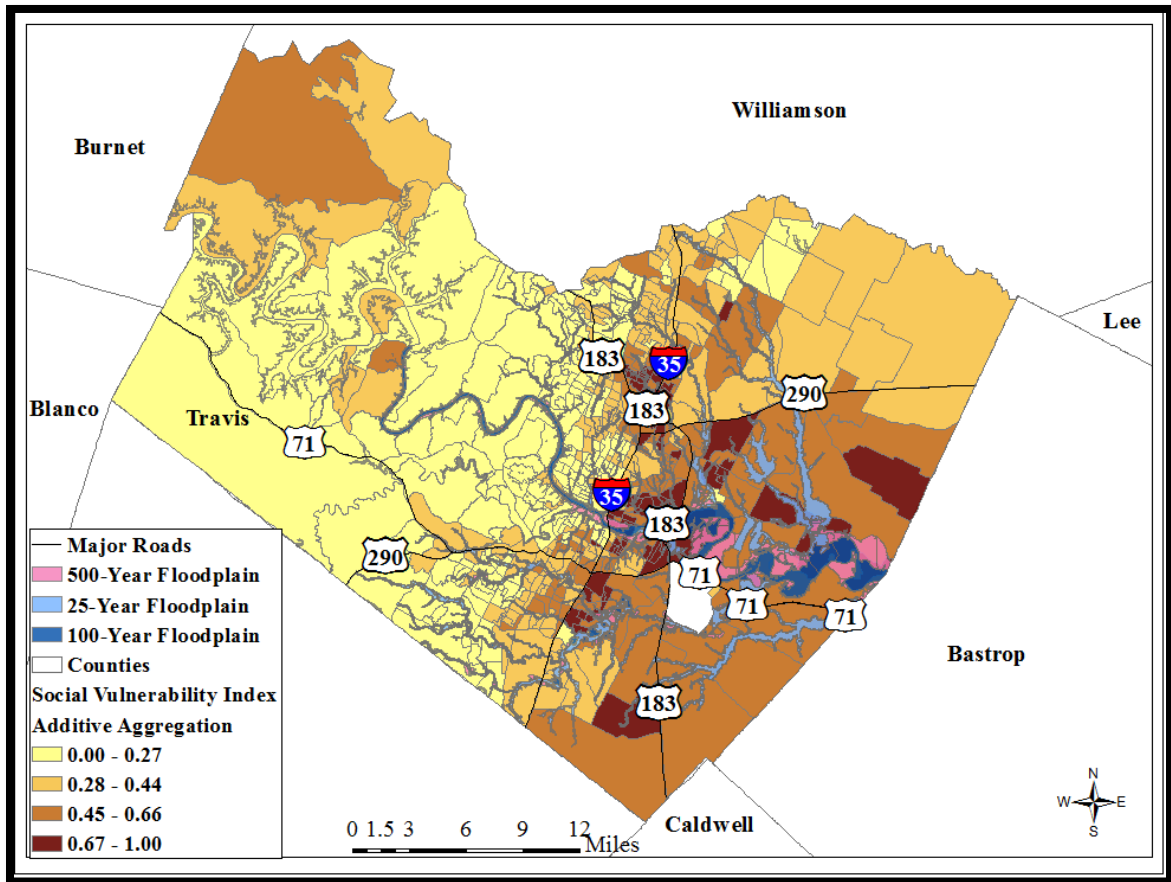 Williamson
Burnet
Lee
183
35
290
183
Blanco
Travis
71
35
183
290
71
71
71
Bastrop
183
Caldwell
Major Roads
500-Year Floodplain
25-Year Floodplain
100-Year Floodplain
Counties
Social Vulnerability Index
Additive Aggregation
0.00 - 0.27
0.28 - 0.44
0.45 - 0.66
0.67 - 1.00
0 1.5 3 6 9 12
Miles
N
W E
S